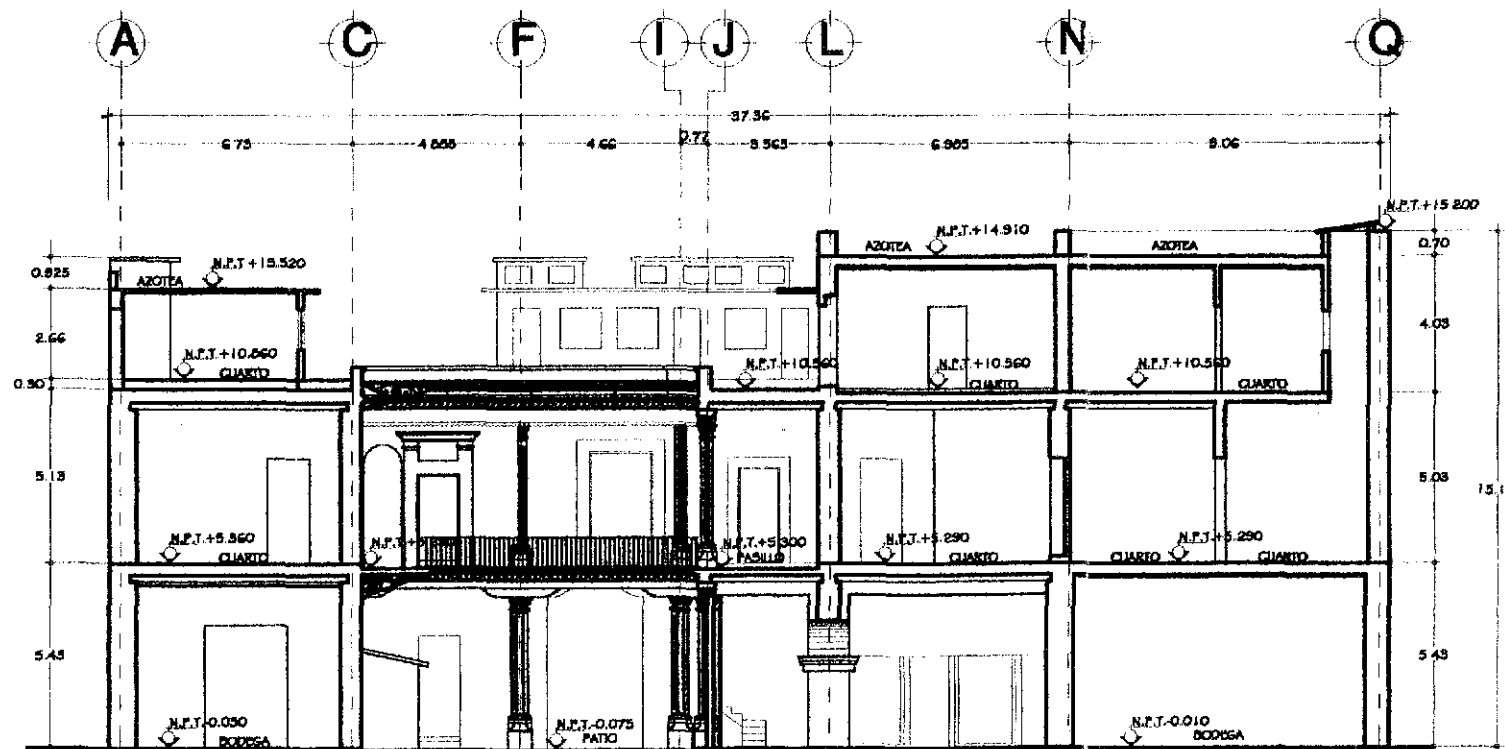 A C F I J L N Q
37.36
6.73 4.885 4.66 0.72 3.565 6.985 9.06
N.P.T.+15.200
N.P.T.+14.910
AZOTEA AZOTEA
0.70
N.P.T.+13.520
0.825
AZOTEA
2.66
4.03
N.P.T.+10.860
CUARTO
N.P.T.+10.560
N.P.T.+10.560
CUARTO
N.P.T.+10.560
CUARTO
0.30
5.13
5.03
N.P.T.+5.360
CUARTO
N.P.T.+5.300
PASILLO
N.P.T.+5.290
CUARTO
N.P.T.+5.290
CUARTO CUARTO
5.43
5.43
N.P.T.-0.050
BODEGA
N.P.T.-0.075
PATIO
N.P.T.-0.010
BODEGA